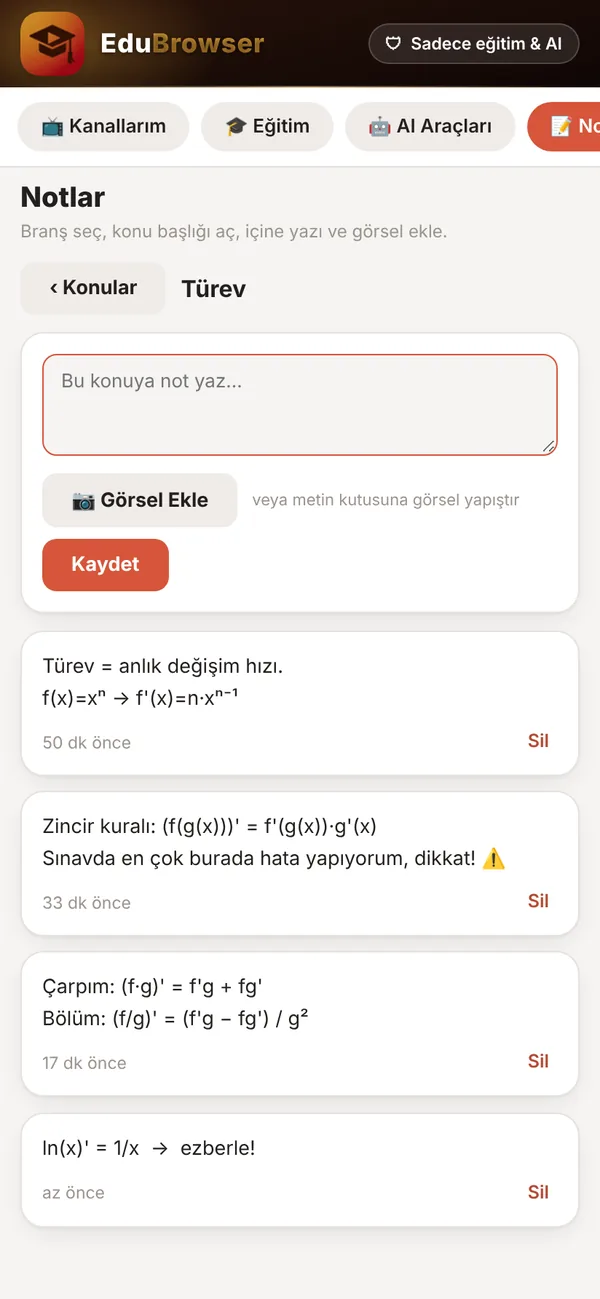 EduBrowser
Sadece eğitim & AI
📺 Kanallarım
🎓 Eğitim
🤖 AI Araçları
📝 No
Notlar
Branş seç, konu başlığı aç, içine yazı ve görsel ekle.
‹ Konular
Türev
Bu konuya not yaz...
📷 Görsel Ekle
veya metin kutusuna görsel yapıştır
Kaydet
Türev = anlık değişim hızı.
f(x)=xⁿ → f'(x)=n·xⁿ⁻¹
50 dk önce
Sil
Zincir kuralı: (f(g(x)))' = f'(g(x))·g'(x)
Sınavda en çok burada hata yapıyorum, dikkat! ⚠️
33 dk önce
Sil
Çarpım: (f·g)' = f'g + fg'
Bölüm: (f/g)' = (f'g − fg') / g²
17 dk önce
Sil
ln(x)' = 1/x → ezberle!
az önce
Sil